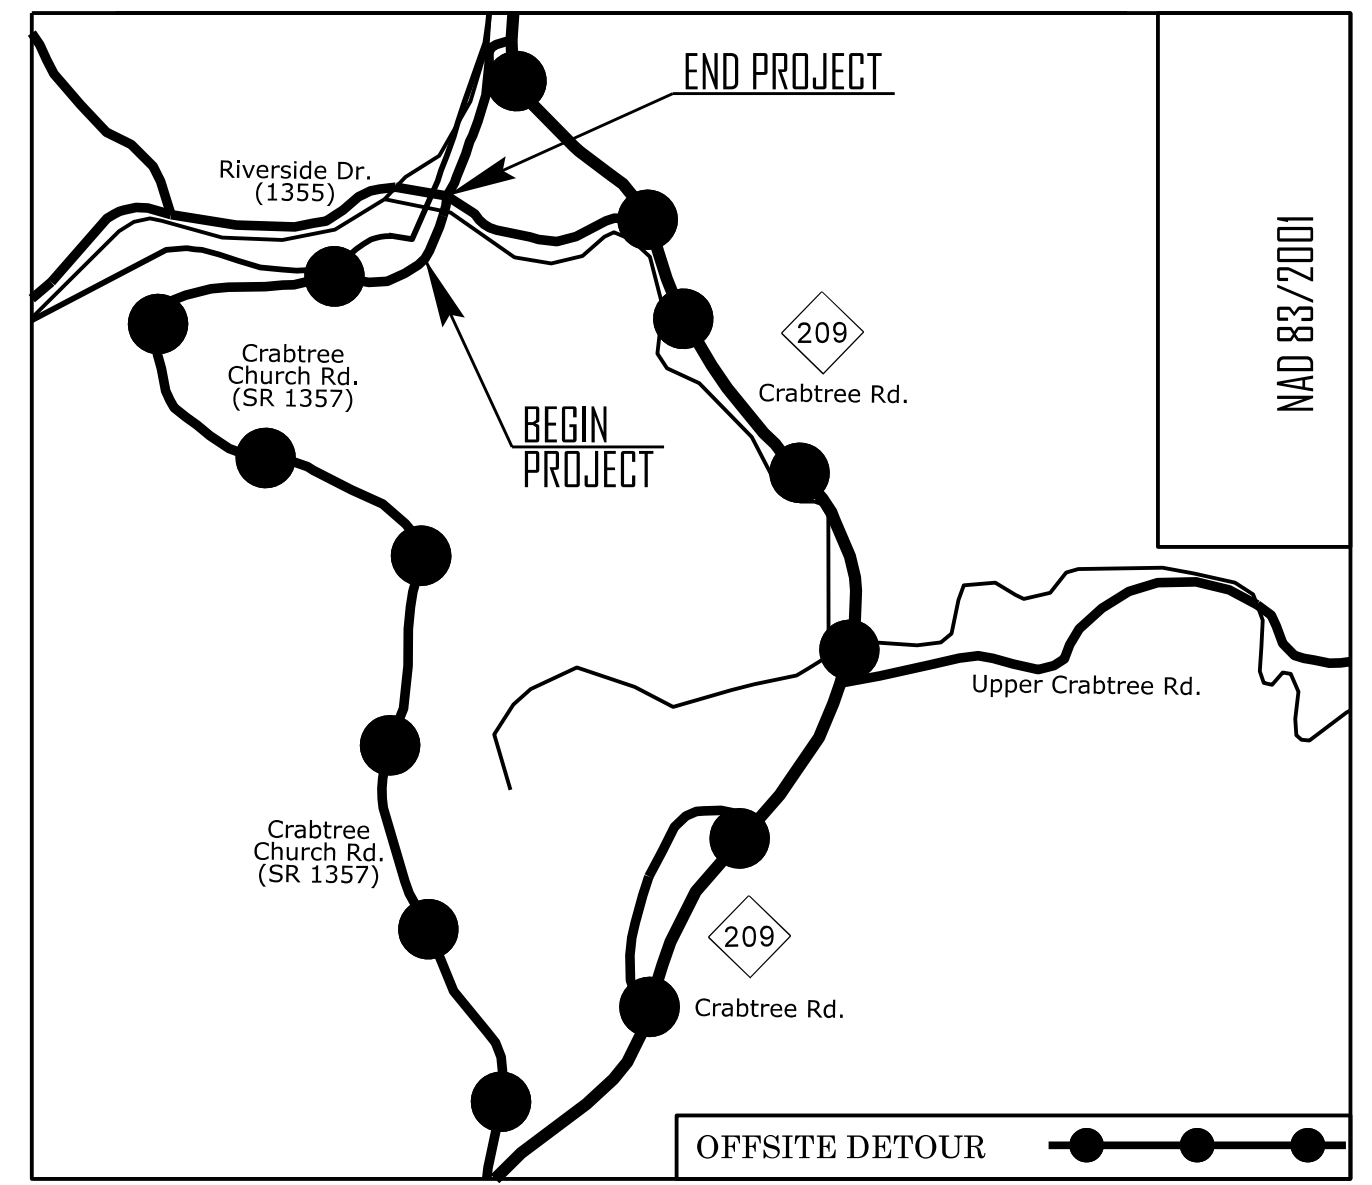 END PROJECT
Riverside Dr.
(1355)
NAD 83/2001
209
Crabtree Rd.
Crabtree
Church Rd.
(SR 1357)
BEGIN
PROJECT
Upper Crabtree Rd.
Crabtree
Church Rd.
(SR 1357)
209
Crabtree Rd.
OFFSITE DETOUR